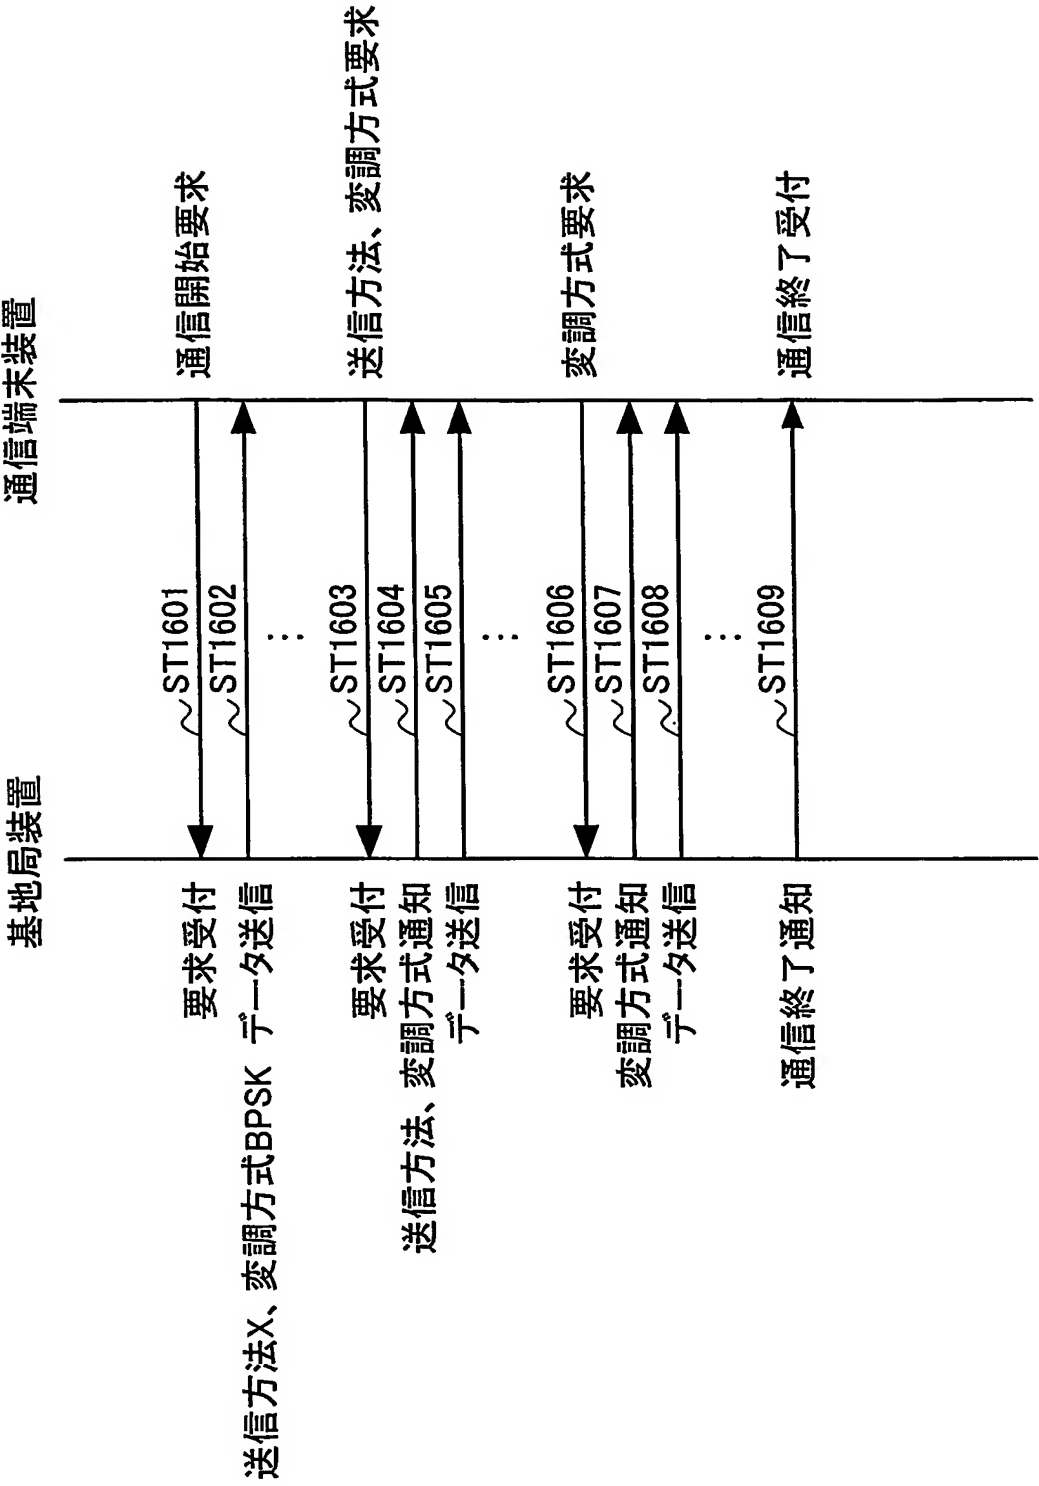 基地局装置
通信端末装置
通信開始要求
ST1601
要求受付
ST1602
送信方法X、変調方式BPSK データ送信
⋯
送信方法、変調方式要求
ST1603
要求受付
ST1604
送信方法、変調方式通知
ST1605
データ送信
⋯
変調方式要求
ST1606
要求受付
ST1607
変調方式通知
ST1608
データ送信
⋯
ST1609
通信終了通知
通信終了受付